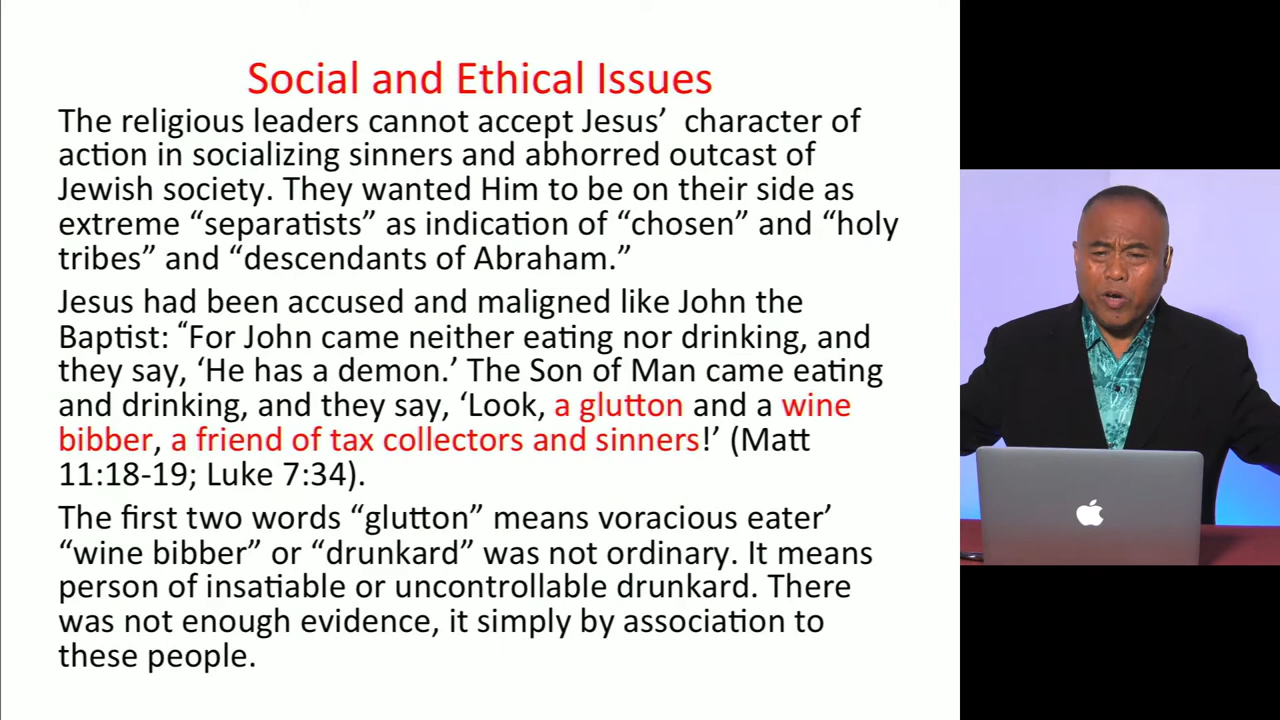 Social and Ethical Issues
The religious leaders cannot accept Jesus’ character of
action in socializing sinners and abhorred outcast of
Jewish society. They wanted Him to be on their side as
extreme “separatists” as indication of “chosen” and “holy
tribes” and “descendants of Abraham.”
Jesus had been accused and maligned like John the
Baptist: “For John came neither eating nor drinking, and
they say, ‘He has a demon.’ The Son of Man came eating
and drinking, and they say, ‘Look, a glutton and a wine
bibber, a friend of tax collectors and sinners!’ (Matt
11:18-19; Luke 7:34).
The first two words “glutton” means voracious eater’
“wine bibber” or “drunkard” was not ordinary. It means
person of insatiable or uncontrollable drunkard. There
was not enough evidence, it simply by association to
these people.